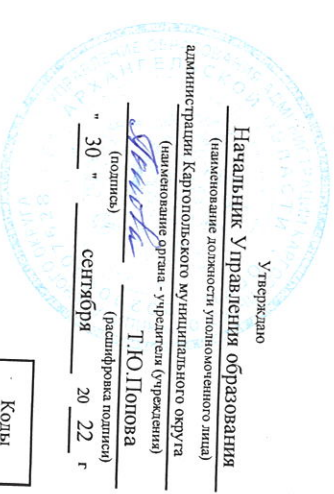 Утверждаю
Начальник Управления образования
(наименование должности уполномоченного лица)
администрации Каргопольского муниципального округа
(наименование органа - учредителя (учреждения)
Т.Ю.Попова
(подпись) (расшифровка подписи)
" 30 " сентября 20 22 г
Коды